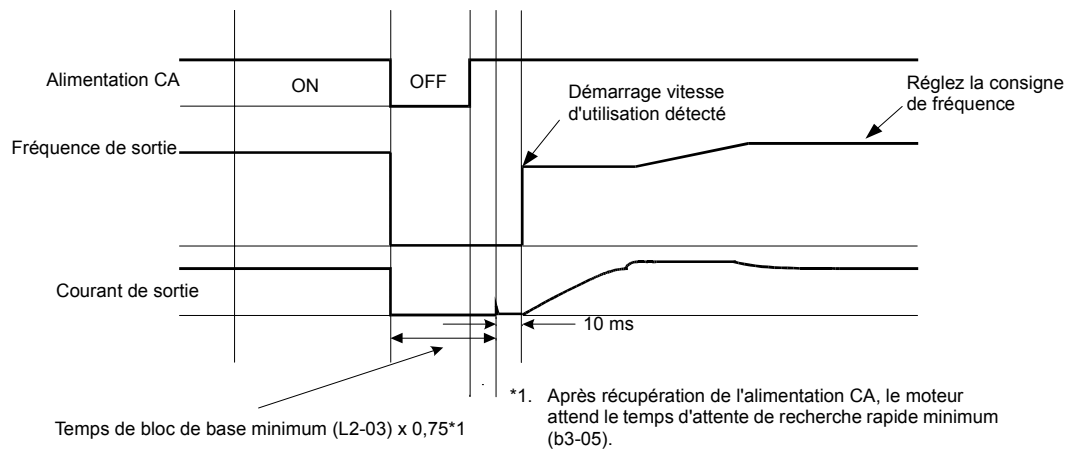 Alimentation CA
ON
OFF
Démarrage vitesse
d'utilisation détecté
Réglez la consigne
de fréquence
Fréquence de sortie
Courant de sortie
10 ms
Temps de bloc de base minimum (L2-03) x 0,75*1
*1. Après récupération de l'alimentation CA, le moteur
attend le temps d'attente de recherche rapide minimum
(b3-05).